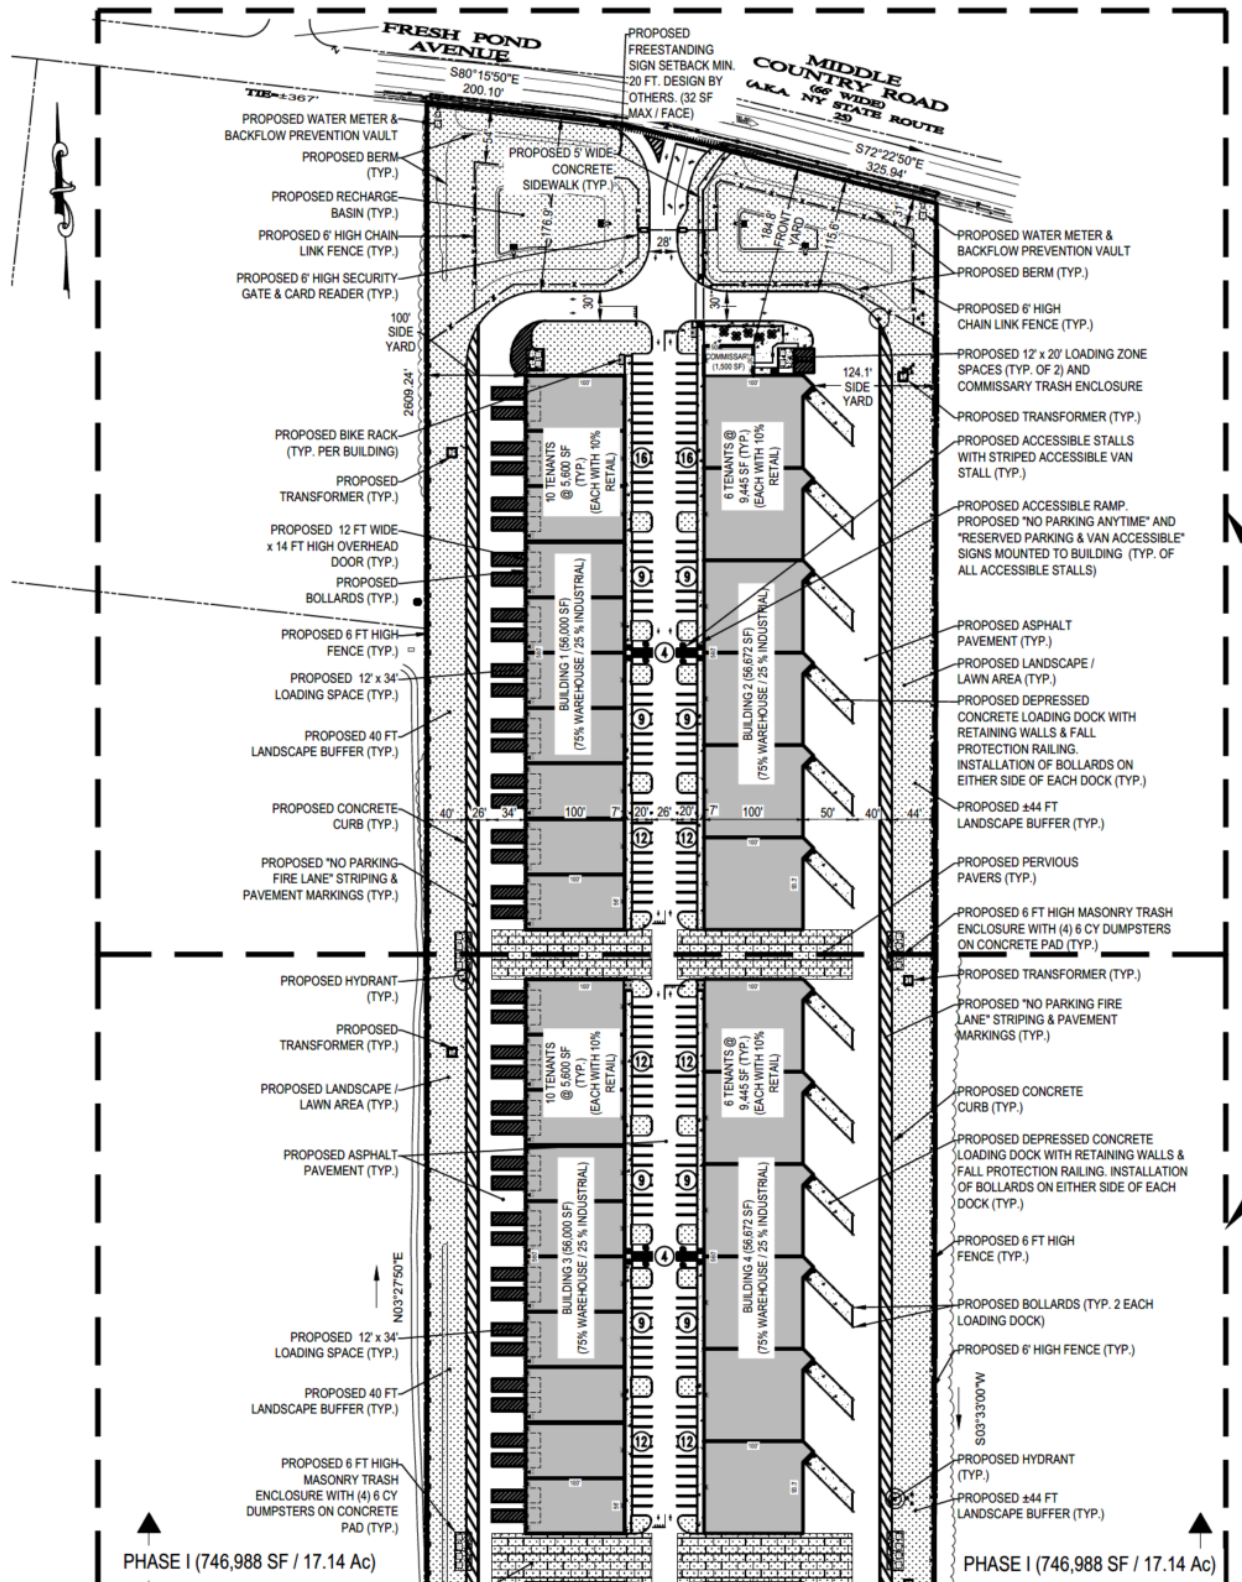 FRESH POND
AVENUE
S80°15'50"E
200.10'
TIE=±367'
MIDDLE
COUNTRY ROAD
(66' WIDE)
(A.K.A. NY STATE ROUTE
25)
S72°22'50"E
325.94'
PROPOSED
FREESTANDING
SIGN SETBACK MIN.
20 FT. DESIGN BY
OTHERS. (32 SF
MAX / FACE)
PROPOSED WATER METER &
BACKFLOW PREVENTION VAULT
PROPOSED BERM
(TYP.)
PROPOSED RECHARGE
BASIN (TYP.)
PROPOSED 6' HIGH CHAIN
LINK FENCE (TYP.)
PROPOSED 6' HIGH SECURITY
GATE & CARD READER (TYP.)
PROPOSED 5' WIDE
CONCRETE
SIDEWALK (TYP.)
54'
176.9'
28'
184.8'
FRONT
YARD
115.6'
31'
30'
30'
100'
SIDE
YARD
2609.24'
124.1'
SIDE
YARD
COMMISSARY
(1,500 SF)
PROPOSED BIKE RACK
(TYP. PER BUILDING)
PROPOSED
TRANSFORMER (TYP.)
PROPOSED 12 FT WIDE
x 14 FT HIGH OVERHEAD
DOOR (TYP.)
PROPOSED
BOLLARDS (TYP.)
PROPOSED 6 FT HIGH
FENCE (TYP.)
PROPOSED 12' x 34'
LOADING SPACE (TYP.)
PROPOSED 40 FT
LANDSCAPE BUFFER (TYP.)
PROPOSED CONCRETE
CURB (TYP.)
PROPOSED "NO PARKING
FIRE LANE" STRIPING &
PAVEMENT MARKINGS (TYP.)
PROPOSED HYDRANT
(TYP.)
PROPOSED
TRANSFORMER (TYP.)
PROPOSED LANDSCAPE /
LAWN AREA (TYP.)
PROPOSED ASPHALT
PAVEMENT (TYP.)
N03°27'50"E
PROPOSED 12' x 34'
LOADING SPACE (TYP.)
PROPOSED 40 FT
LANDSCAPE BUFFER (TYP.)
PROPOSED 6 FT HIGH
MASONRY TRASH
ENCLOSURE WITH (4) 6 CY
DUMPSTERS ON CONCRETE
PAD (TYP.)
PHASE I (746,988 SF / 17.14 Ac)
100'
100'
10 TENANTS
@ 5,600 SF
(TYP.)
(EACH WITH 10%
RETAIL)
6 TENANTS @
9,445 SF (TYP.)
(EACH WITH 10%
RETAIL)
16
16
9
9
BUILDING 1 (56,000 SF)
(75% WAREHOUSE / 25 % INDUSTRIAL)
BUILDING 2 (56,672 SF)
(75% WAREHOUSE / 25 % INDUSTRIAL)
4
9
9
40'
26'
34'
100'
7'
20'
26'
20'
7'
100'
50'
40'
44'
12
12
100'
100'
100'
100'
10 TENANTS
@ 5,600 SF
(TYP.)
(EACH WITH 10%
RETAIL)
6 TENANTS @
9,445 SF (TYP.)
(EACH WITH 10%
RETAIL)
12
12
9
9
BUILDING 3 (56,000 SF)
(75% WAREHOUSE / 25 % INDUSTRIAL)
BUILDING 4 (56,672 SF)
(75% WAREHOUSE / 25 % INDUSTRIAL)
4
9
9
12
12
100'
100'
PROPOSED WATER METER &
BACKFLOW PREVENTION VAULT
PROPOSED BERM (TYP.)
PROPOSED 6' HIGH
CHAIN LINK FENCE (TYP.)
PROPOSED 12' x 20' LOADING ZONE
SPACES (TYP. OF 2) AND
COMMISSARY TRASH ENCLOSURE
PROPOSED TRANSFORMER (TYP.)
PROPOSED ACCESSIBLE STALLS
WITH STRIPED ACCESSIBLE VAN
STALL (TYP.)
PROPOSED ACCESSIBLE RAMP.
PROPOSED "NO PARKING ANYTIME" AND
"RESERVED PARKING & VAN ACCESSIBLE"
SIGNS MOUNTED TO BUILDING (TYP. OF
ALL ACCESSIBLE STALLS)
PROPOSED ASPHALT
PAVEMENT (TYP.)
PROPOSED LANDSCAPE /
LAWN AREA (TYP.)
PROPOSED DEPRESSED
CONCRETE LOADING DOCK WITH
RETAINING WALLS & FALL
PROTECTION RAILING.
INSTALLATION OF BOLLARDS ON
EITHER SIDE OF EACH DOCK (TYP.)
PROPOSED ±44 FT
LANDSCAPE BUFFER (TYP.)
PROPOSED PERVIOUS
PAVERS (TYP.)
PROPOSED 6 FT HIGH MASONRY TRASH
ENCLOSURE WITH (4) 6 CY DUMPSTERS
ON CONCRETE PAD (TYP.)
PROPOSED TRANSFORMER (TYP.)
PROPOSED "NO PARKING FIRE
LANE" STRIPING & PAVEMENT
MARKINGS (TYP.)
PROPOSED CONCRETE
CURB (TYP.)
PROPOSED DEPRESSED CONCRETE
LOADING DOCK WITH RETAINING WALLS &
FALL PROTECTION RAILING. INSTALLATION
OF BOLLARDS ON EITHER SIDE OF EACH
DOCK (TYP.)
PROPOSED 6 FT HIGH
FENCE (TYP.)
PROPOSED BOLLARDS (TYP. 2 EACH
LOADING DOCK)
PROPOSED 6' HIGH FENCE (TYP.)
S03°33'00"W
PROPOSED HYDRANT
(TYP.)
PROPOSED ±44 FT
LANDSCAPE BUFFER (TYP.)
PHASE I (746,988 SF / 17.14 Ac)